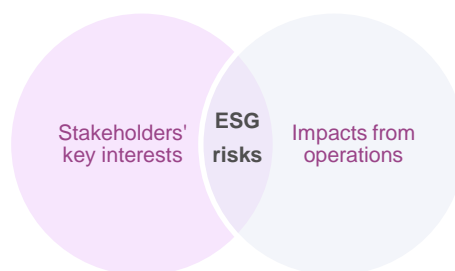 Stakeholders'
key interests
ESG
risks
Impacts from
operations